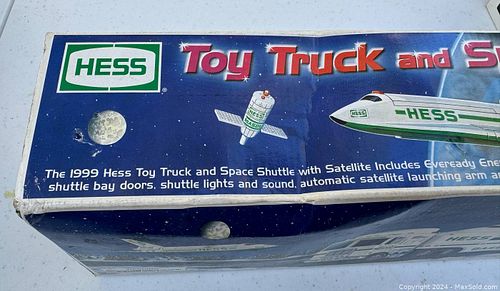 HESS
Toy Truck and S
HESS
HESS
The 1999 Hess Toy Truck and Space Shuttle with Satellite Includes Eveready Ene
shuttle bay doors, shuttle lights and sound, automatic satellite launching arm a
HESS
Copyright 2024 - MaxSold.com